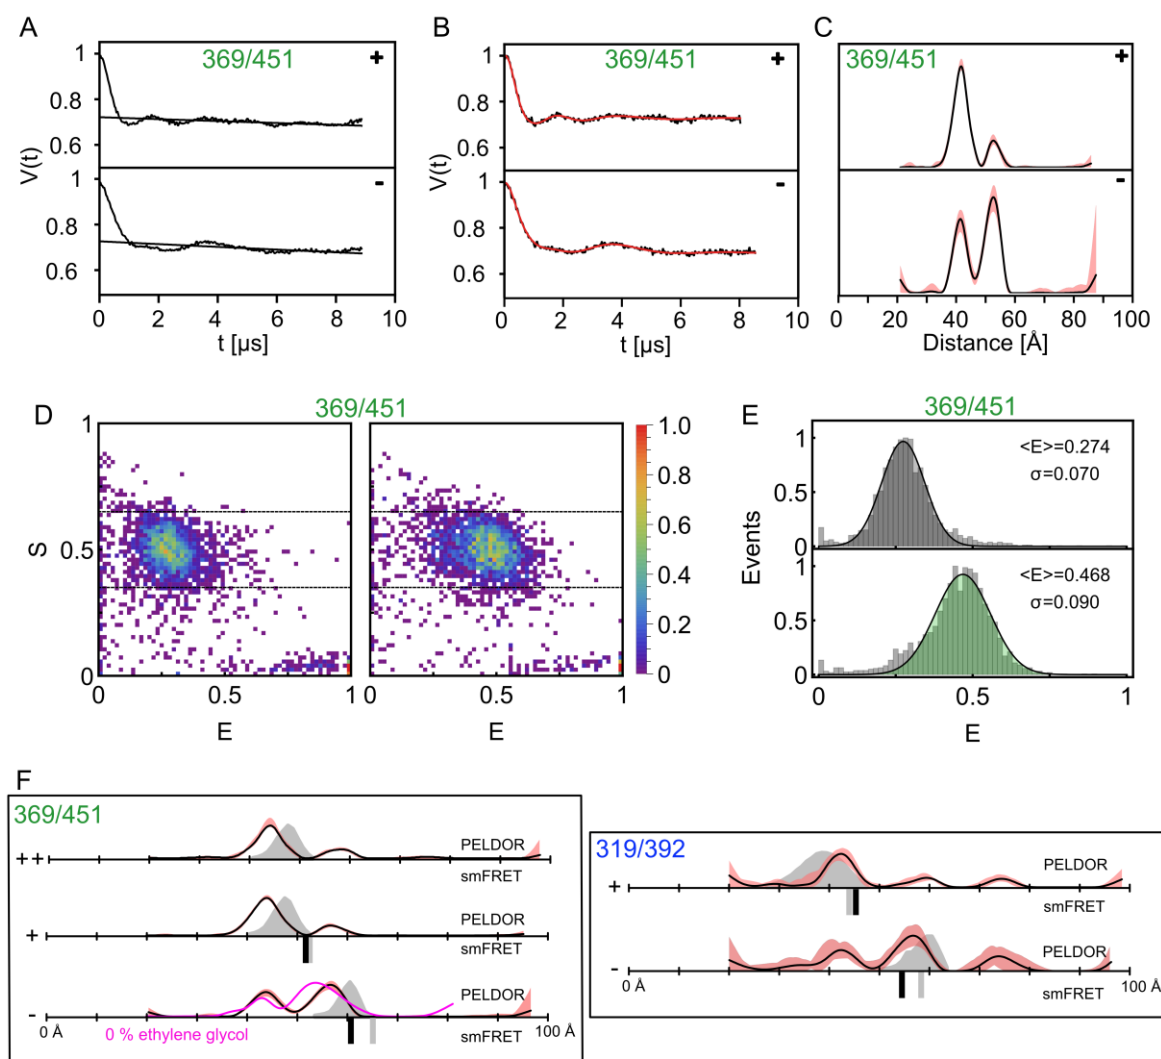 A
369/451
+
1
0.8
0.6
V(t)
-
1
0.8
0.6
0 2 4 6 8 10
t [µs]
B
369/451
+
1
0.8
0.6
V(t)
-
1
0.8
0.6
0 2 4 6 8 10
t [µs]
C
369/451
+
-
0 20 40 60 80 100
Distance [Å]
D
369/451
1
0.5
0
S
0 0.5 1
0 0.5 1
E E
1.0
0.8
0.6
0.4
0.2
0
E
369/451
1
0.5
0
<E>=0.274
σ=0.070
Events
1
0.5
0
<E>=0.468
σ=0.090
0 0.5 1
E
F
369/451
++
PELDOR
smFRET
+
PELDOR
smFRET
-
PELDOR
0 Å
0 % ethylene glycol
smFRET
100 Å
319/392
+
PELDOR
smFRET
-
PELDOR
0 Å
smFRET
100 Å